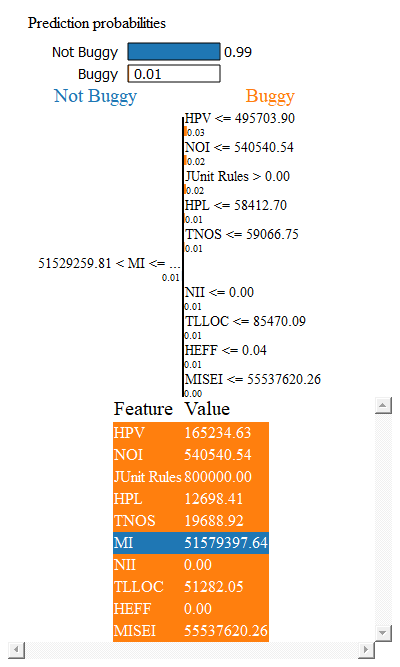 Prediction probabilities
Not Buggy 0.99
Buggy 0.01
Not Buggy Buggy
HPV <= 495703.90
0.03
NOI <= 540540.54
0.02
JUnit Rules > 0.00
0.02
HPL <= 58412.70
0.01
TNOS <= 59066.75
0.01
51529259.81 < MI <= ...
0.01
NII <= 0.00
0.01
TLLOC <= 85470.09
0.01
HEFF <= 0.04
0.01
MISEI <= 55537620.26
0.00
Feature Value
HPV 165234.63
NOI 540540.54
JUnit Rules 800000.00
HPL 12698.41
TNOS 19688.92
MI 51579397.64
NII 0.00
TLLOC 51282.05
HEFF 0.00
MISEI 55537620.26